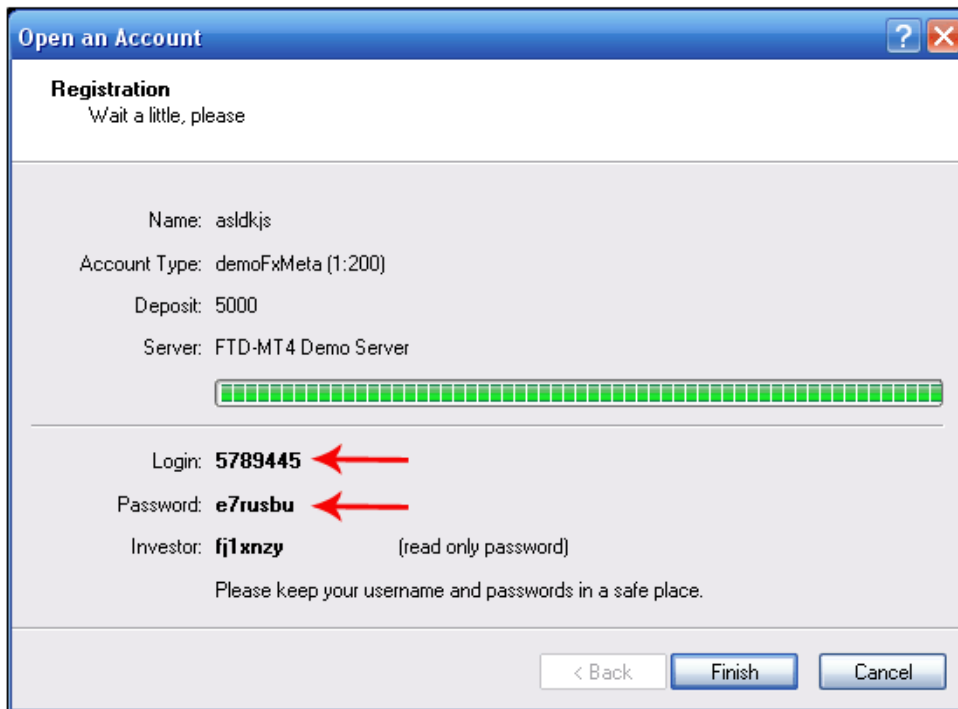 Open an Account
Registration
Wait a little, please
Name: asldkjs
Account Type: demoFxMeta (1:200)
Deposit: 5000
Server: FTD-MT4 Demo Server
Login: 5789445
Password: e7rusbu
Investor: fj1xnzy (read only password)
Please keep your username and passwords in a safe place.
< Back Finish Cancel